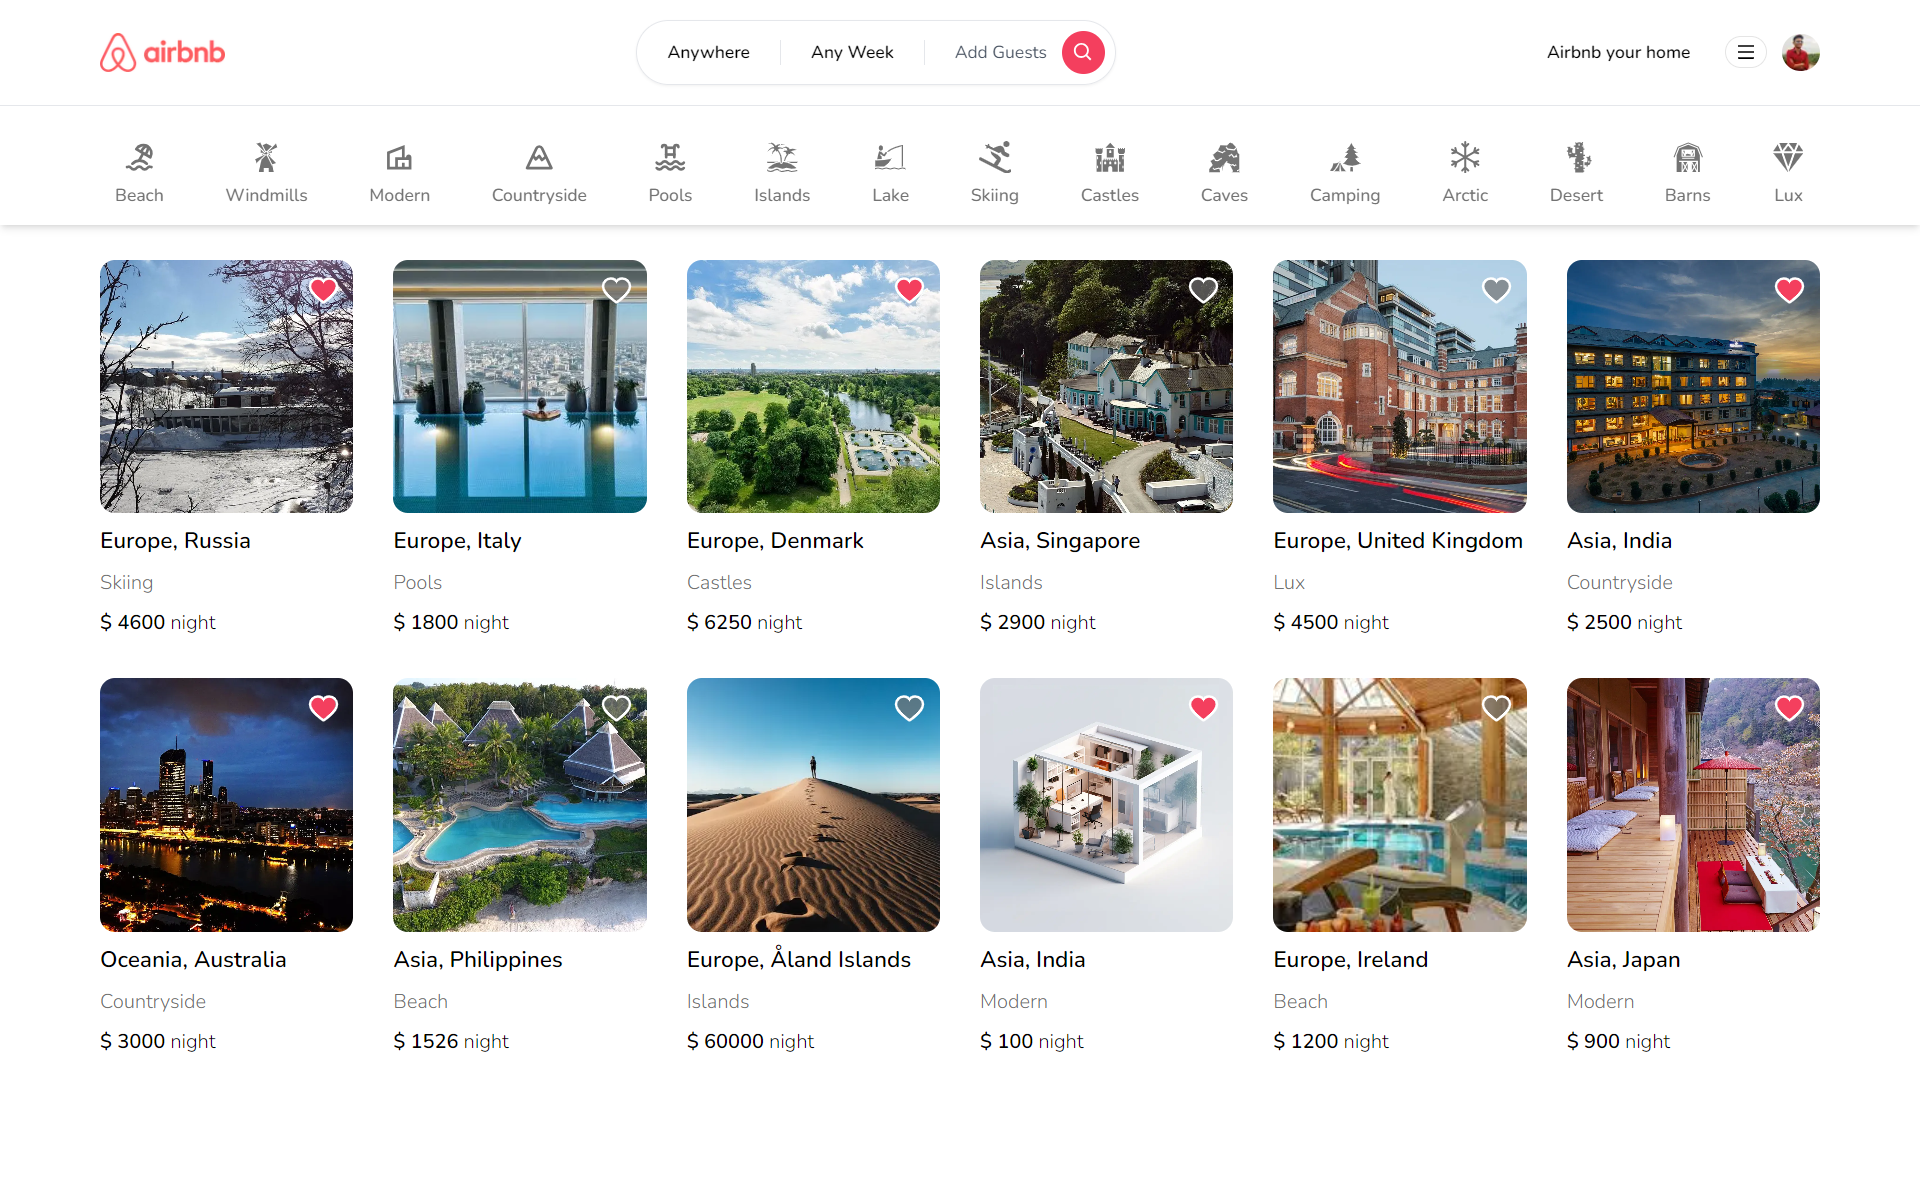 airbnb
Anywhere
Any Week
Add Guests
Airbnb your home
Beach
Windmills
Modern
Countryside
Pools
Islands
Lake
Skiing
Castles
Caves
Camping
Arctic
Desert
Barns
Lux
Europe, Russia
Skiing
$ 4600 night
Europe, Italy
Pools
$ 1800 night
Europe, Denmark
Castles
$ 6250 night
Asia, Singapore
Islands
$ 2900 night
Europe, United Kingdom
Lux
$ 4500 night
Asia, India
Countryside
$ 2500 night
Oceania, Australia
Countryside
$ 3000 night
Asia, Philippines
Beach
$ 1526 night
Europe, Åland Islands
Islands
$ 60000 night
Asia, India
Modern
$ 100 night
Europe, Ireland
Beach
$ 1200 night
Asia, Japan
Modern
$ 900 night